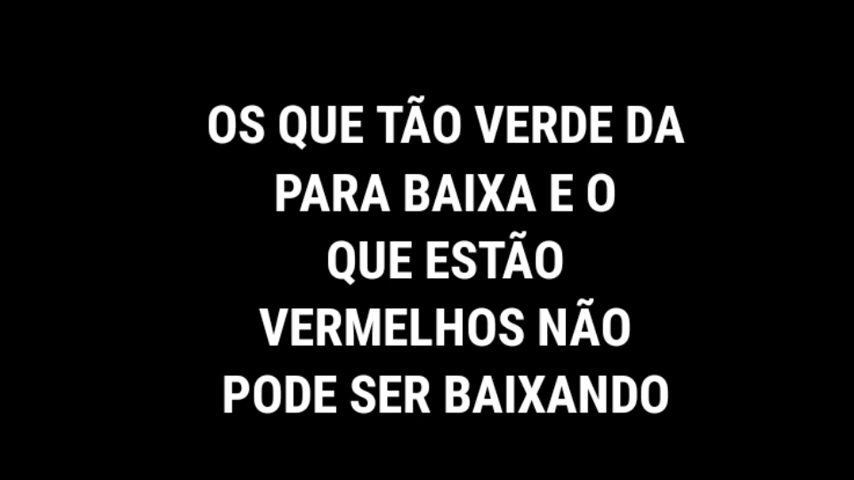 OS QUE TÃO VERDE DA
PARA BAIXA E O
QUE ESTÃO
VERMELHOS NÃO
PODE SER BAIXANDO